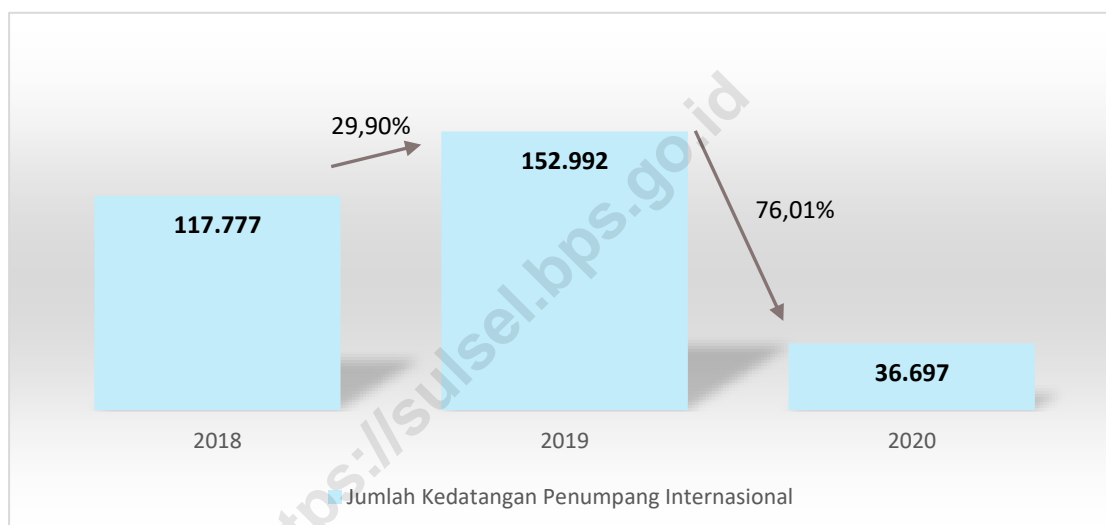 29,90%
152.992
117.777
76,01%
36.697
2018 2019 2020
Jumlah Kedatangan Penumpang Internasional
tps://sulsel.bps.go.id